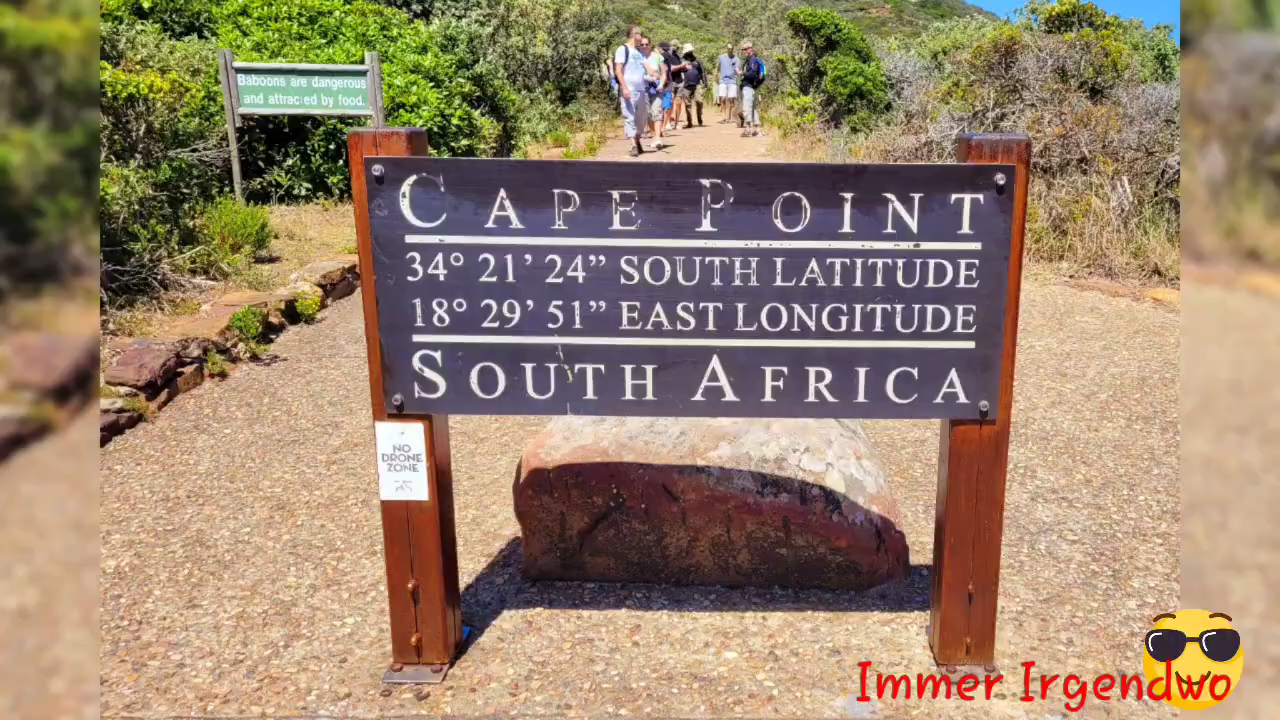 Baboons are dangerous
and attracted by food.
CAPE POINT
34° 21’ 24” SOUTH LATITUDE
18° 29’ 51” EAST LONGITUDE
SOUTH AFRICA
NO
DRONE
ZONE
Immer Irgendwo